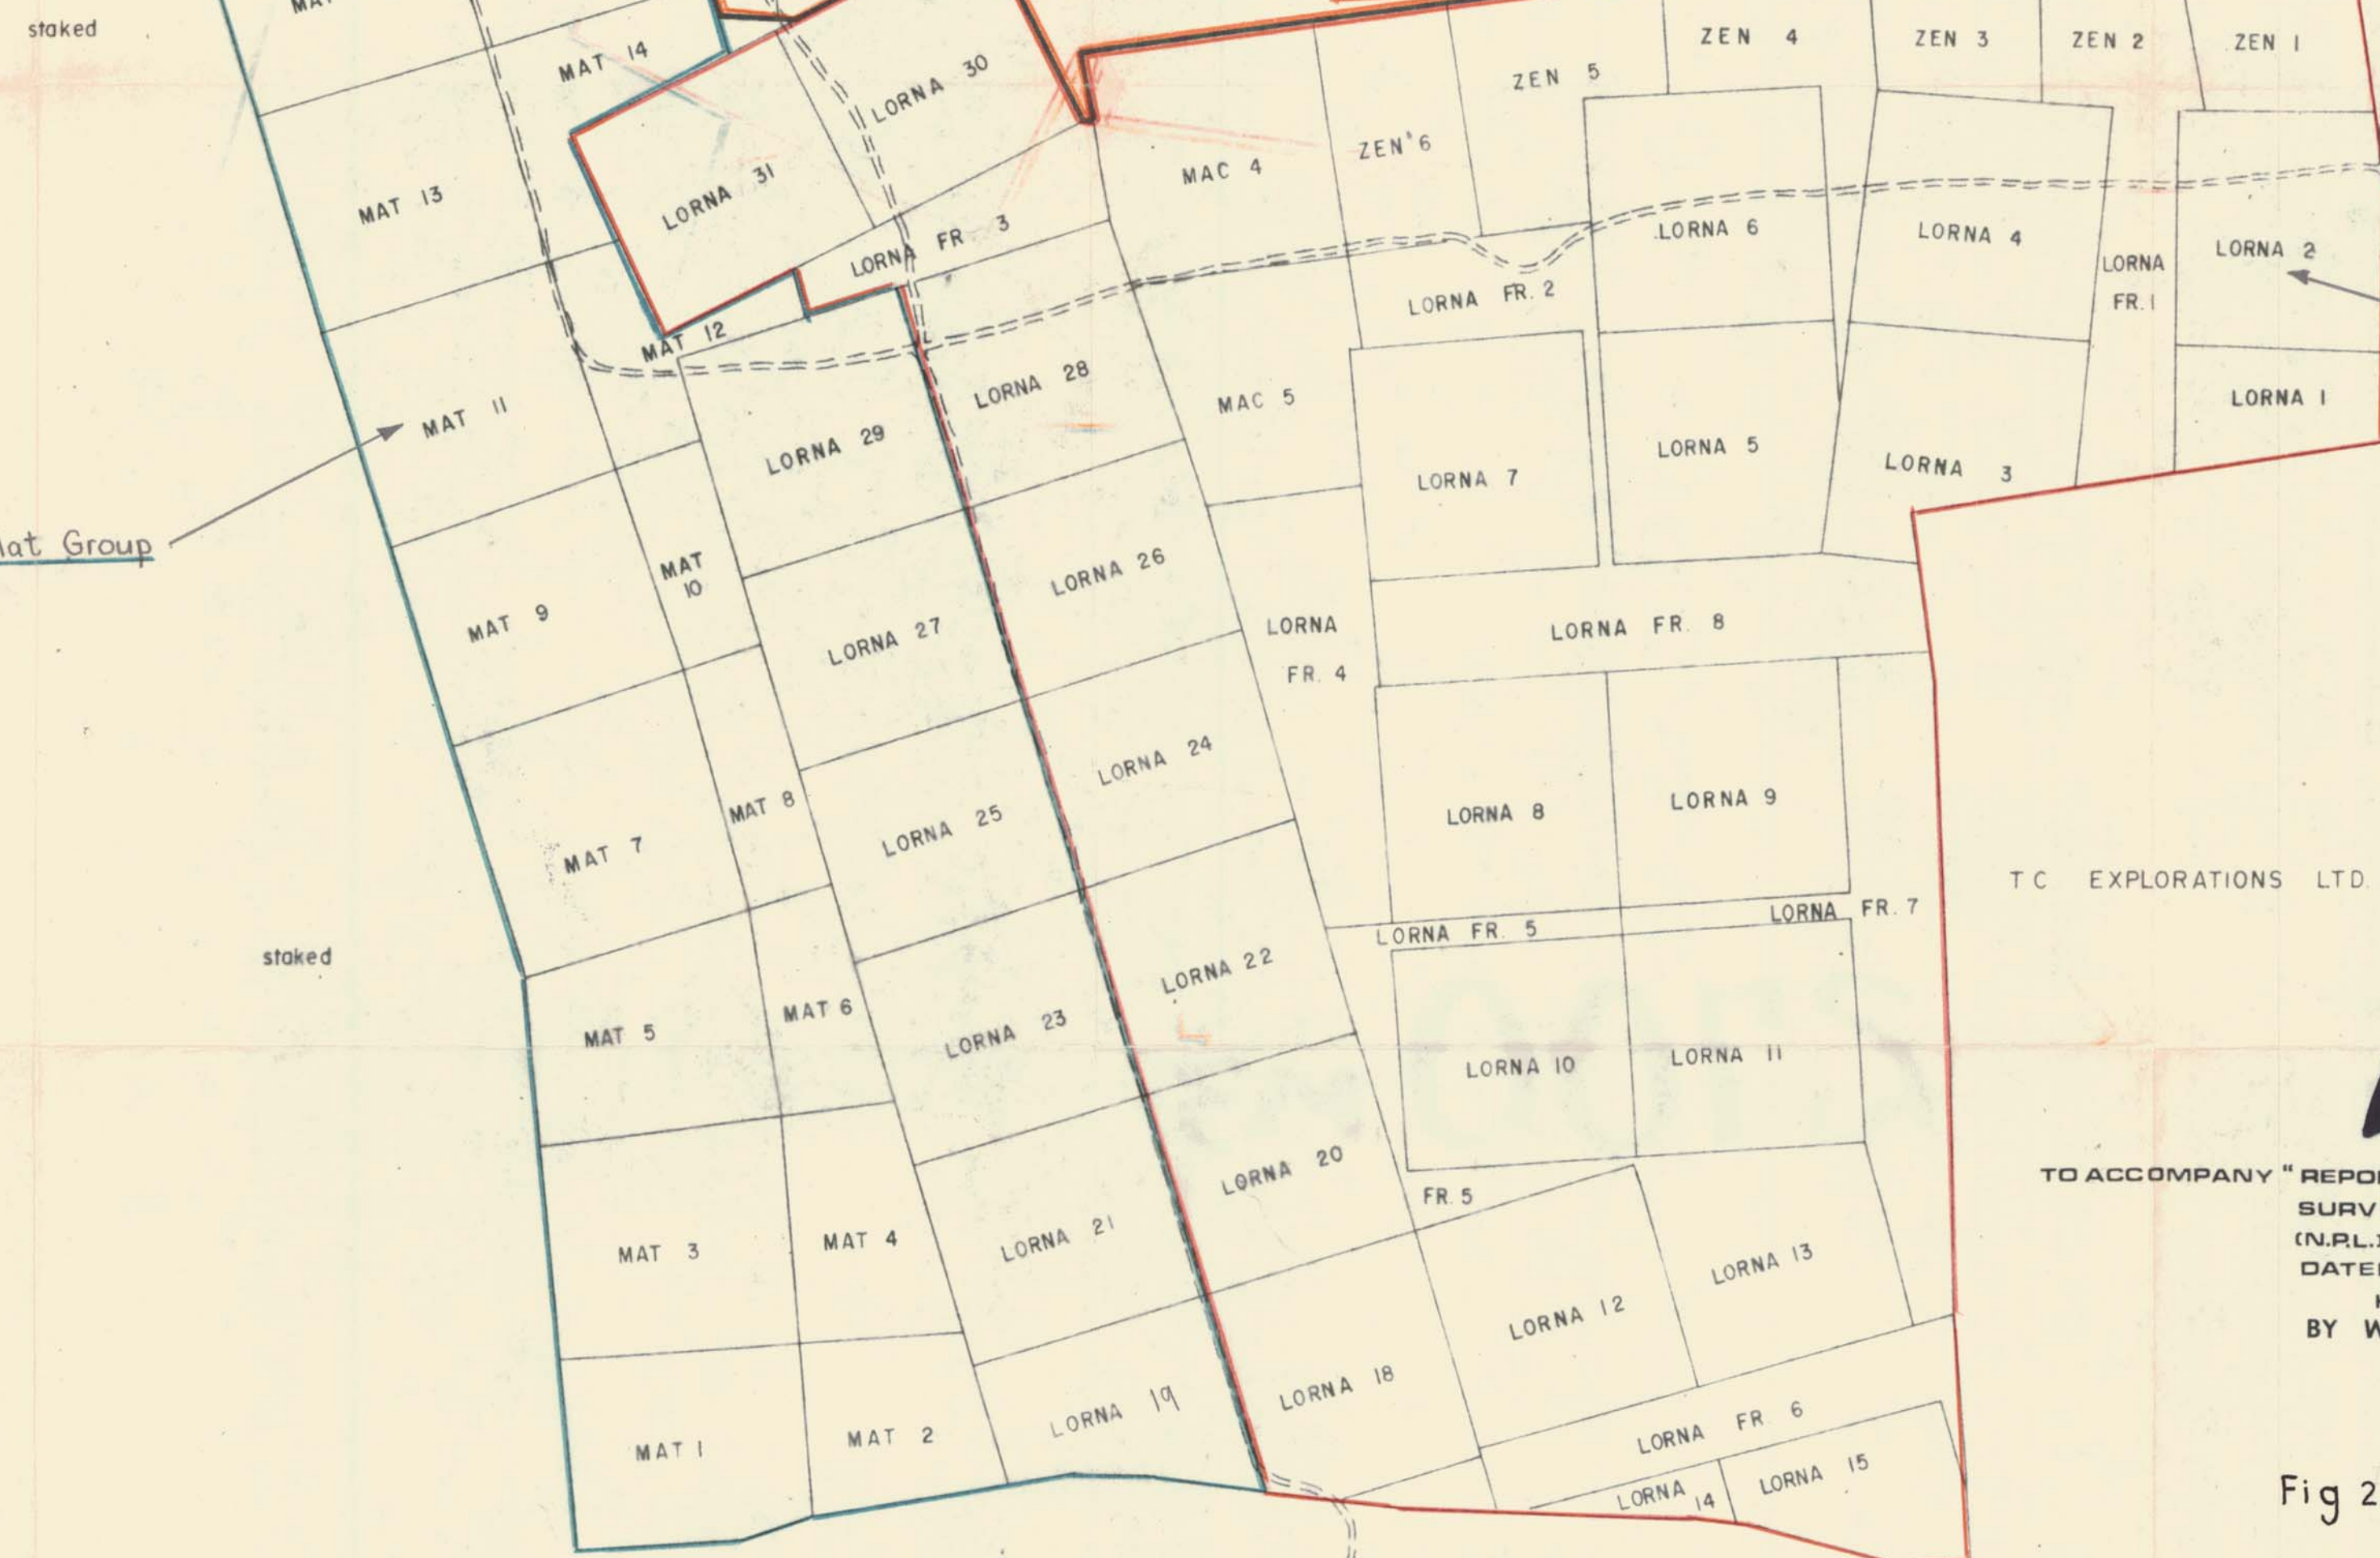 staked
MAT 14
LORNA 30
ZEN 5
ZEN 4
ZEN 3
ZEN 2
ZEN 1
MAT 13
LORNA 31
MAC 4
ZEN 6
LORNA FR 3
LORNA 6
LORNA 4
LORNA
FR. 1
LORNA 2
MAT 12
LORNA FR. 2
MAT 11
LORNA 29
LORNA 28
MAC 5
LORNA 7
LORNA 5
LORNA 3
LORNA 1
Mat Group
MAT 9
MAT
10
LORNA 27
LORNA 26
LORNA
FR. 4
LORNA FR. 8
MAT 7
MAT 8
LORNA 25
LORNA 24
LORNA 8
LORNA 9
T C EXPLORATIONS LTD.
LORNA FR. 5
LORNA FR. 7
staked
MAT 5
MAT 6
LORNA 23
LORNA 22
LORNA 10
LORNA 11
MAT 3
MAT 4
LORNA 21
LORNA 20
FR. 5
LORNA 12
LORNA 13
TO ACCOMPANY "REPO
SURV
(N.P.L.)
DATE
BY W
MAT 1
MAT 2
LORNA 19
LORNA 18
LORNA FR 6
LORNA 14
LORNA 15
Fig 2